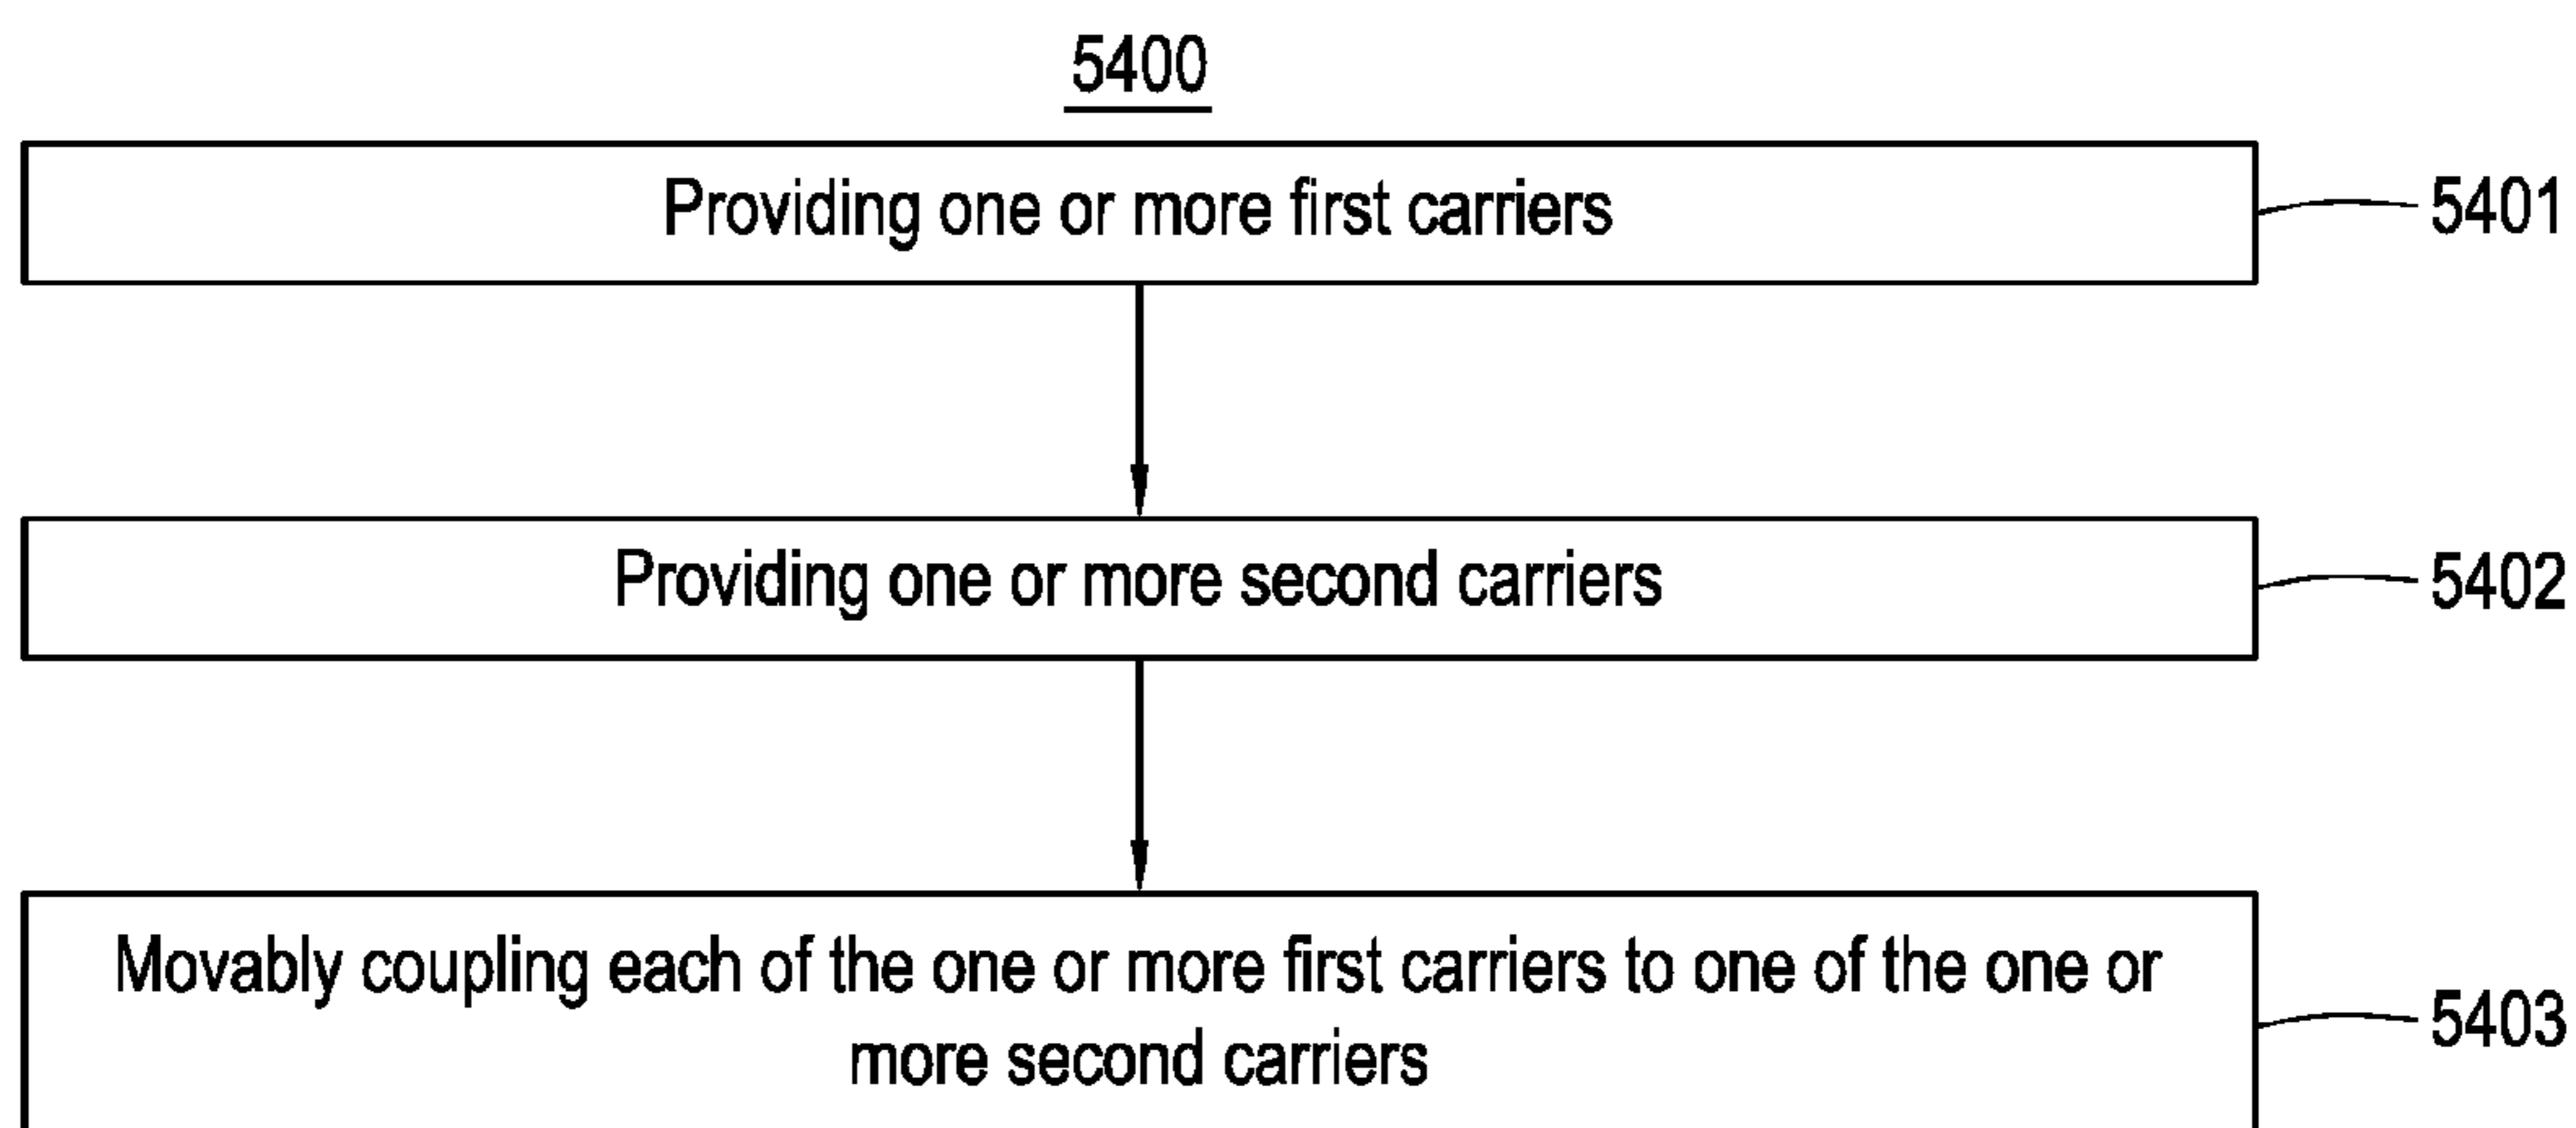 5400
Providing one or more first carriers
5401
Providing one or more second carriers
5402
Movably coupling each of the one or more first carriers to one of the one or
more second carriers
5403